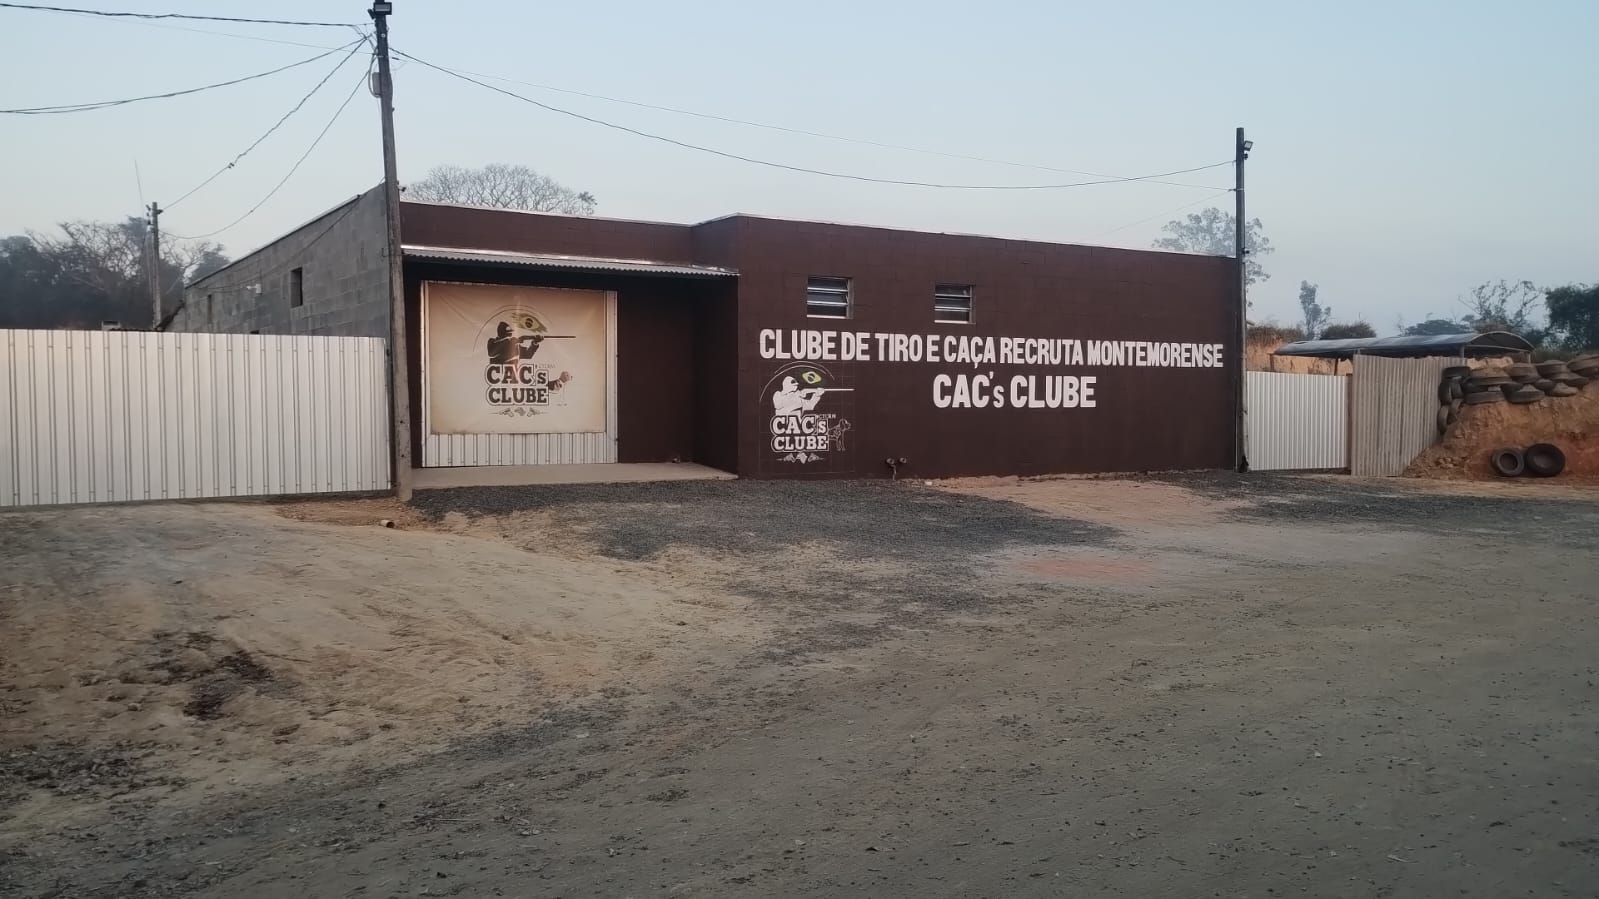 CLUBE DE TIRO E CAÇA RECRUTA MONTEMORENSE
CAC's CLUBE
CAC's
CLUBE
CAC's
CLUBE